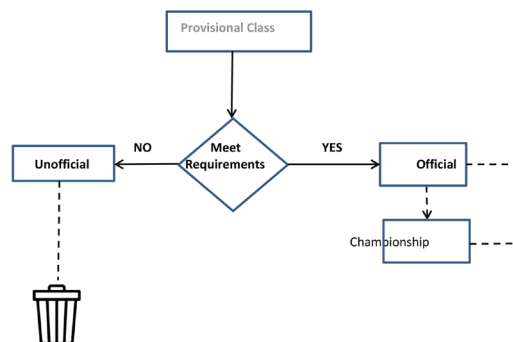 Provisional Class
NO
Meet
Requirements
YES
Unofficial
Official
Championship